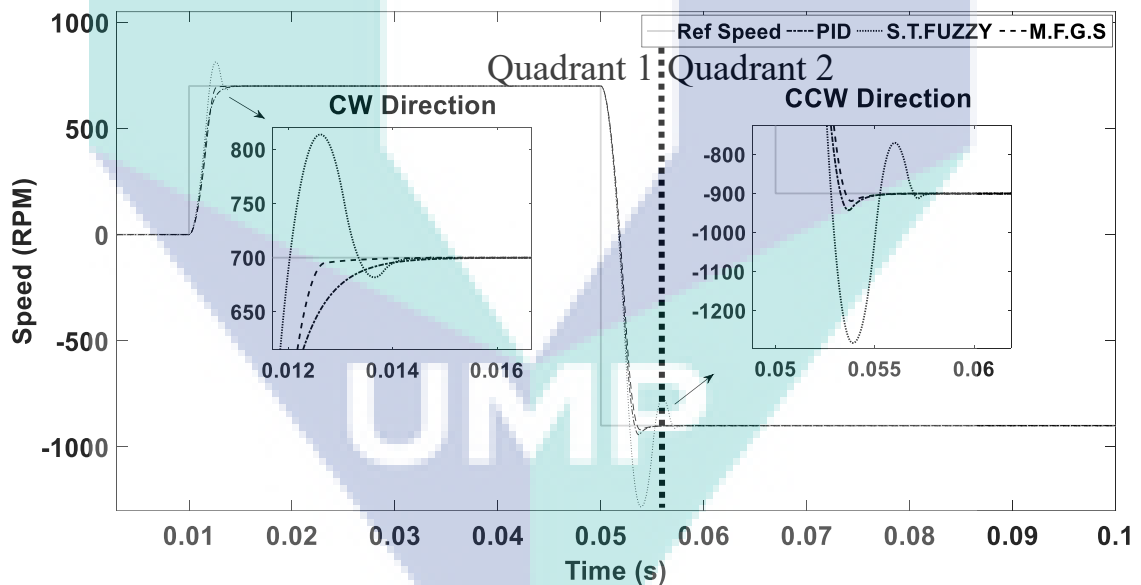 1000
500
0
-500
-1000
Speed (RPM)
Ref Speed PID S.T.FUZZY M.F.G.S
Quadrant 1 Quadrant 2
CW Direction
800
750
700
650
0.012 0.014 0.016
CCW Direction
-800
-900
-1000
-1100
-1200
0.05 0.055 0.06
UMP
0.01 0.02 0.03 0.04 0.05 0.06 0.07 0.08 0.09 0.1
Time (s)